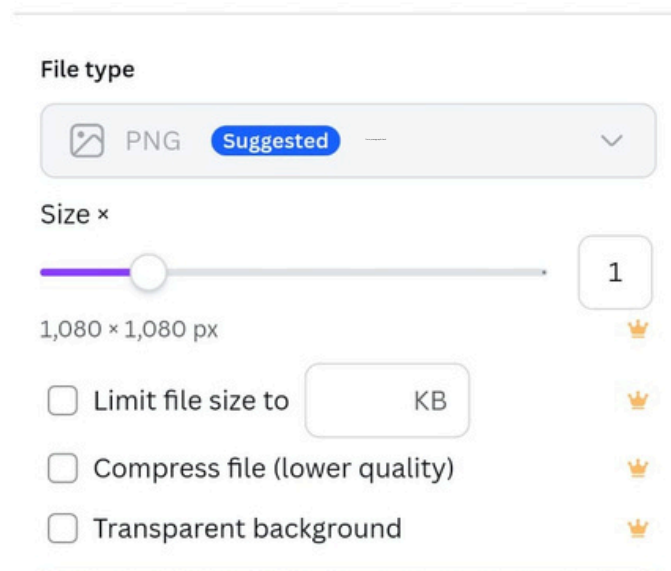 File type
PNG Suggested
Size ×
1
1,080 × 1,080 px
Limit file size to KB
Compress file (lower quality)
Transparent background